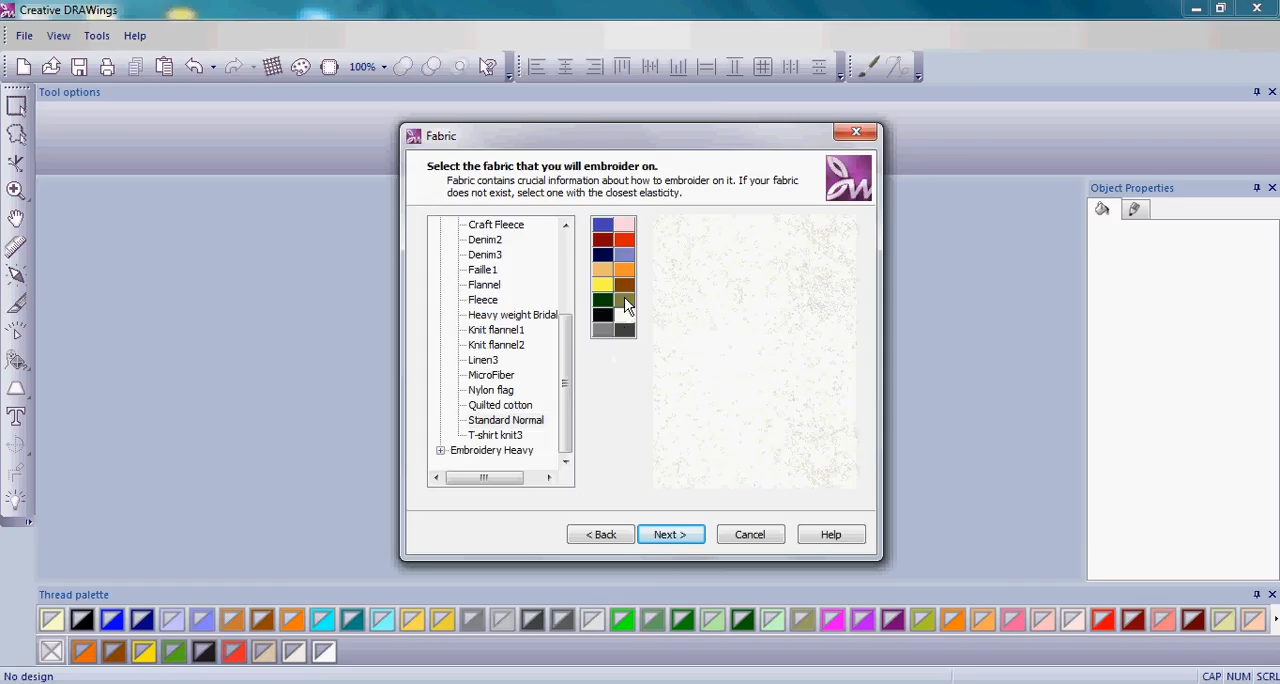 Creative DRAWings
File View Tools Help
100%
Tool options
Fabric
Select the fabric that you will embroider on.
Fabric contains crucial information about how to embroider on it. If your fabric
does not exist, select one with the closest elasticity.
Object Properties
Craft Fleece
Denim2
Denim3
Faille1
Flannel
Fleece
Heavy weight Bridal
Knit flannel1
Knit flannel2
Linen3
MicroFiber
Nylon flag
Quilted cotton
Standard Normal
T-shirt knit3
Embroidery Heavy
< Back Next > Cancel Help
Thread palette
No design CAP NUM SCRL